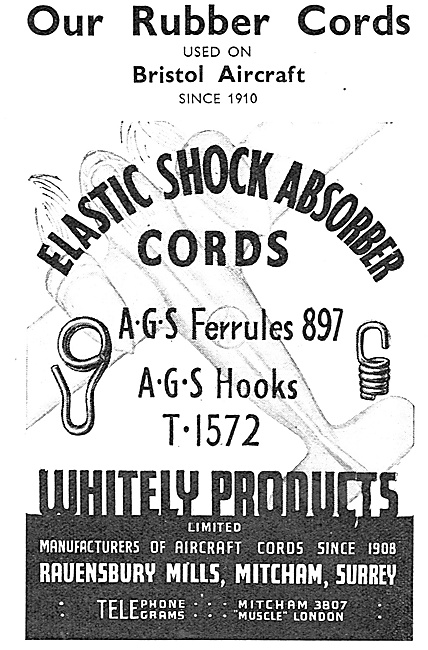 Our Rubber Cords
USED ON
Bristol Aircraft
SINCE 1910
ELASTIC SHOCK ABSORBER
CORDS
A·G·S Ferrules 897
A·G·S Hooks
T·1572
WHITELY PRODUCTS
LIMITED
MANUFACTURERS OF AIRCRAFT CORDS SINCE 1908
RAVENSBURY MILLS, MITCHAM, SURREY
TELEPHONE · · · MITCHAM 3807
TELEGRAMS · · · "MUSCLE" LONDON